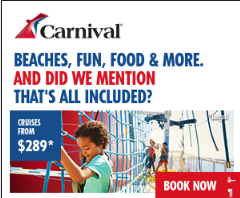 Carnival®
BEACHES, FUN, FOOD & MORE.
AND DID WE MENTION
THAT'S ALL INCLUDED?
CRUISES
FROM
$289*
BOOK NOW